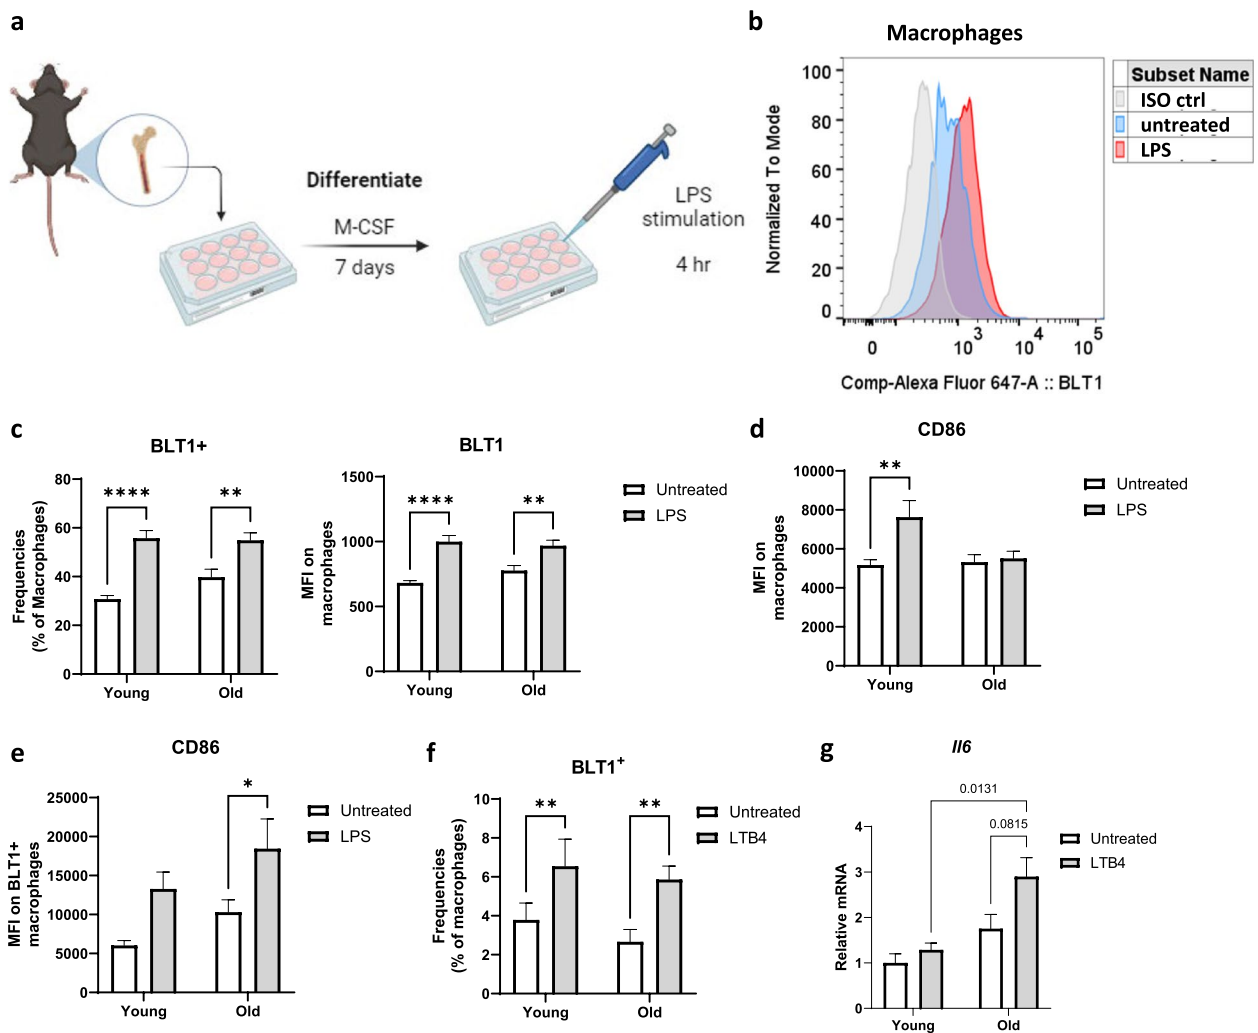 a
Differentiate
M-CSF
7 days
LPS
stimulation
4 hr
b
Macrophages
Normalized To Mode
100
80
60
40
20
0
0
10^3
10^4
10^5
Comp-Alexa Fluor 647-A :: BLT1
Subset Name
ISO ctrl
untreated
LPS
c
BLT1+
Frequencies
(% of Macrophages)
80
60
40
20
0
****
**
Young
Old
BLT1
MFI on
macrophages
1500
1000
500
0
****
**
Young
Old
Untreated
LPS
d
CD86
MFI on
macrophages
10000
8000
6000
4000
2000
0
**
Young
Old
Untreated
LPS
e
CD86
MFI on BLT1+
macrophages
25000
20000
15000
10000
5000
0
*
Young
Old
Untreated
LPS
f
BLT1+
Frequencies
(% of macrophages)
10
8
6
4
2
0
**
**
Young
Old
Untreated
LTB4
g
Il6
Relative mRNA
4
3
2
1
0
0.0131
0.0815
Young
Old
Untreated
LTB4